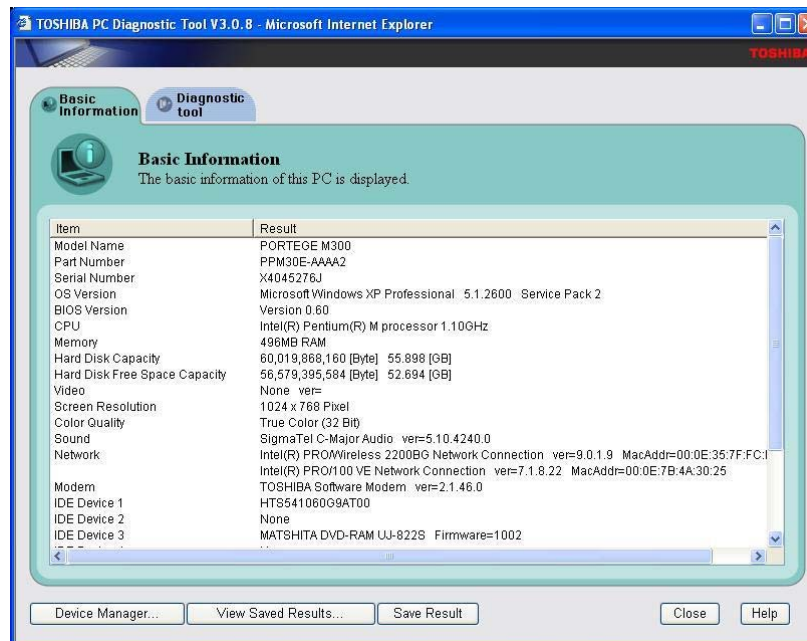 TOSHIBA PC Diagnostic Tool V3.0.8 - Microsoft Internet Explorer
TOSHIBA
Basic Information
Diagnostic tool
Basic Information
The basic information of this PC is displayed.
Item Result
Model Name PORTEGE M300
Part Number PPM30E-AAAA2
Serial Number X4045276J
OS Version Microsoft Windows XP Professional 5.1.2600 Service Pack 2
BIOS Version Version 0.60
CPU Intel(R) Pentium(R) M processor 1.10GHz
Memory 496MB RAM
Hard Disk Capacity 60,019,868,160 [Byte] 55.898 [GB]
Hard Disk Free Space Capacity 56,579,395,584 [Byte] 52.694 [GB]
Video None ver=
Screen Resolution 1024 x 768 Pixel
Color Quality True Color (32 Bit)
Sound SigmaTel C-Major Audio ver=5.10.4240.0
Network Intel(R) PRO/Wireless 2200BG Network Connection ver=9.0.1.9 MacAddr=00:0E:35:7F:FC:
Intel(R) PRO/100 VE Network Connection ver=7.1.8.22 MacAddr=00:0E:7B:4A:30:25
Modem TOSHIBA Software Modem ver=2.1.46.0
IDE Device 1 HTS541060G9AT00
IDE Device 2 None
IDE Device 3 MATSHITA DVD-RAM UJ-822S Firmware=1002
Device Manager... View Saved Results... Save Result Close Help